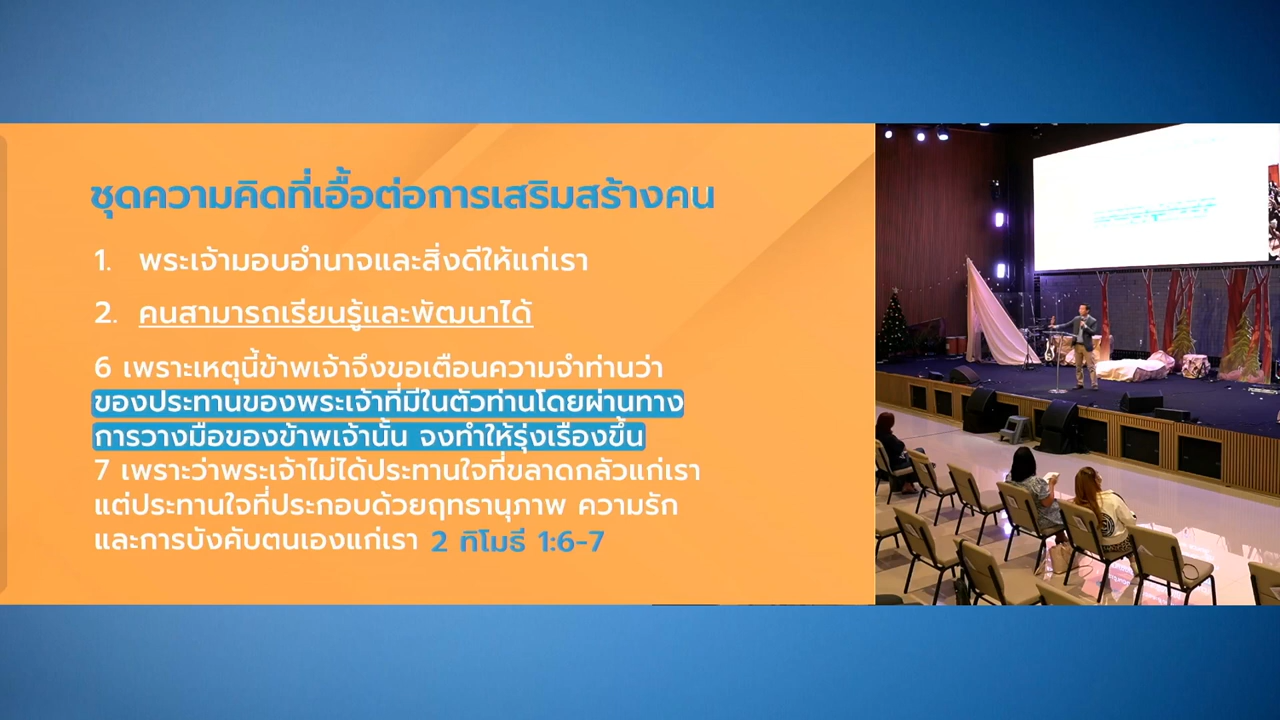 ชุดความคิดที่เอื้อต่อการเสริมสร้างคน
1. พระเจ้ามอบอำนาจและสิ่งดีให้แก่เรา
2. คนสามารถเรียนรู้และพัฒนาได้
6 เพราะเหตุนี้ข้าพเจ้าจึงขอเตือนความจำท่านว่า
ของประทานของพระเจ้าที่มีในตัวท่านโดยผ่านทาง
การวางมือของข้าพเจ้านั้น จงทำให้รุ่งเรืองขึ้น
7 เพราะว่าพระเจ้าไม่ได้ประทานใจที่ขลาดกลัวแก่เรา
แต่ประทานใจที่ประกอบด้วยฤทธานุภาพ ความรัก
และการบังคับตนเองแก่เรา 2 ทิโมธี 1:6-7